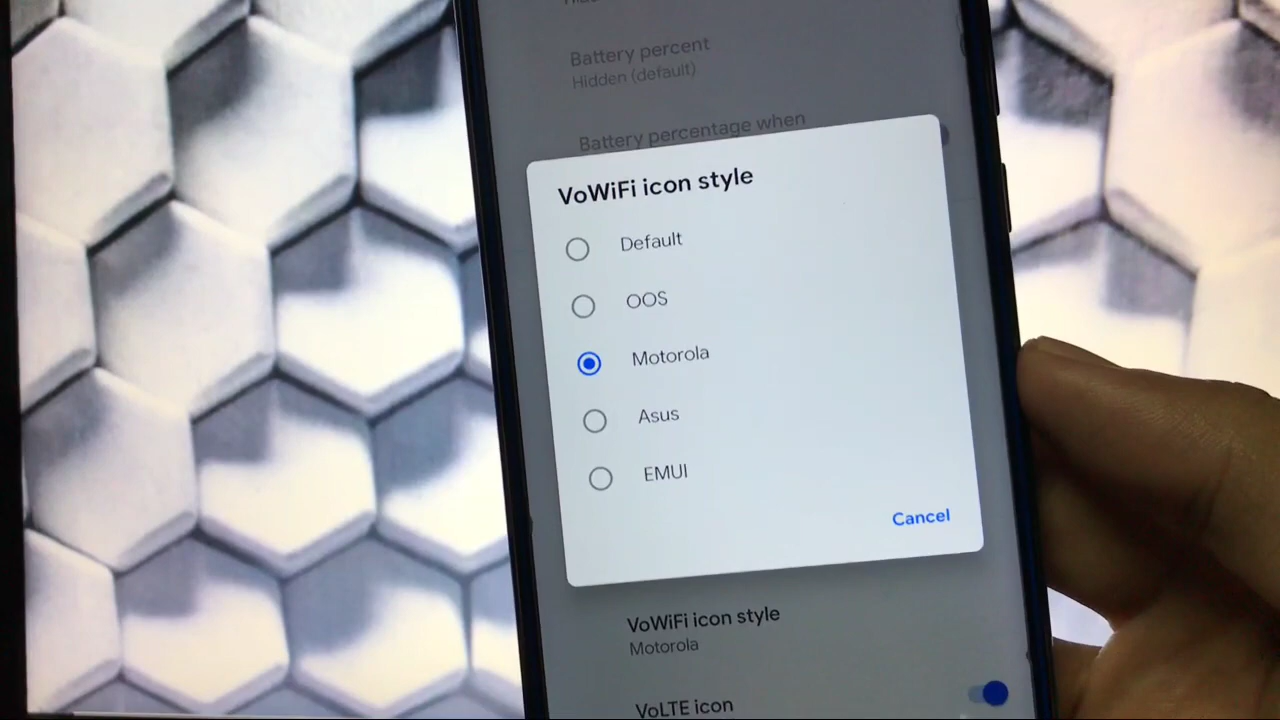 Battery percent
Hidden (default)
Battery percentage when
VoWiFi icon style
Default
OOS
Motorola
Asus
EMUI
Cancel
VoWiFi icon style
Motorola
VoLTE icon